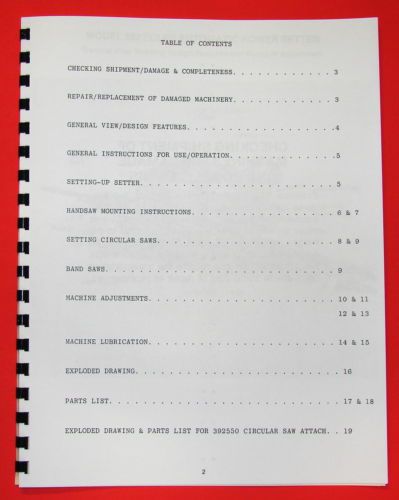 TABLE OF CONTENTS
CHECKING SHIPMENT/DAMAGE & COMPLETENESS. . . . . . . . . . . . . 3
REPAIR/REPLACEMENT OF DAMAGED MACHINERY. . . . . . . . . . . . . 3
GENERAL VIEW/DESIGN FEATURES. . . . . . . . . . . . . . . . . . .4
GENERAL INSTRUCTIONS FOR USE/OPERATION. . . . . . . . . . . . . .5
SETTING-UP SETTER. . . . . . . . . . . . . . . . . . . . . . . . 5
HANDSAW MOUNTING INSTRUCTIONS . . . . . . . . . . . . . . . . . . 6 & 7
SETTING CIRCULAR SAWS. . . . . . . . . . . . . . . . . . . . . . 8 & 9
BAND SAWS. . . . . . . . . . . . . . . . . . . . . . . . . . . . 9
MACHINE ADJUSTMENTS. . . . . . . . . . . . . . . . . . . . . . . 10 & 11
12 & 13
MACHINE LUBRICATION. . . . . . . . . . . . . . . . . . . . . . . 14 & 15
EXPLODED DRAWING. . . . . . . . . . . . . . . . . . . . . . . . . 16
PARTS LIST. . . . . . . . . . . . . . . . . . . . . . . . . . . . 17 & 18
EXPLODED DRAWING & PARTS LIST FOR 392550 CIRCULAR SAW ATTACH. . 19
2